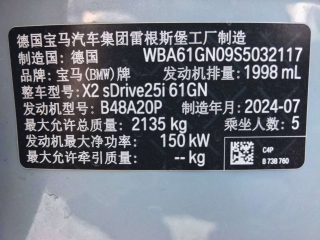 德国宝马汽车集团雷根斯堡工厂制造
制造国: 德国 WBA61GN09S5032117
品牌: 宝马(BMW)牌 发动机排量: 1998 mL
整车型号: X2 sDrive25i 61GN
发动机型号: B48A20P 制造年月: 2024-07
最大允许总质量: 2135 kg 乘坐人数: 5
发动机最大净功率: 150 kW
最大允许牵引质量: -- kg
C4P
8 738 760